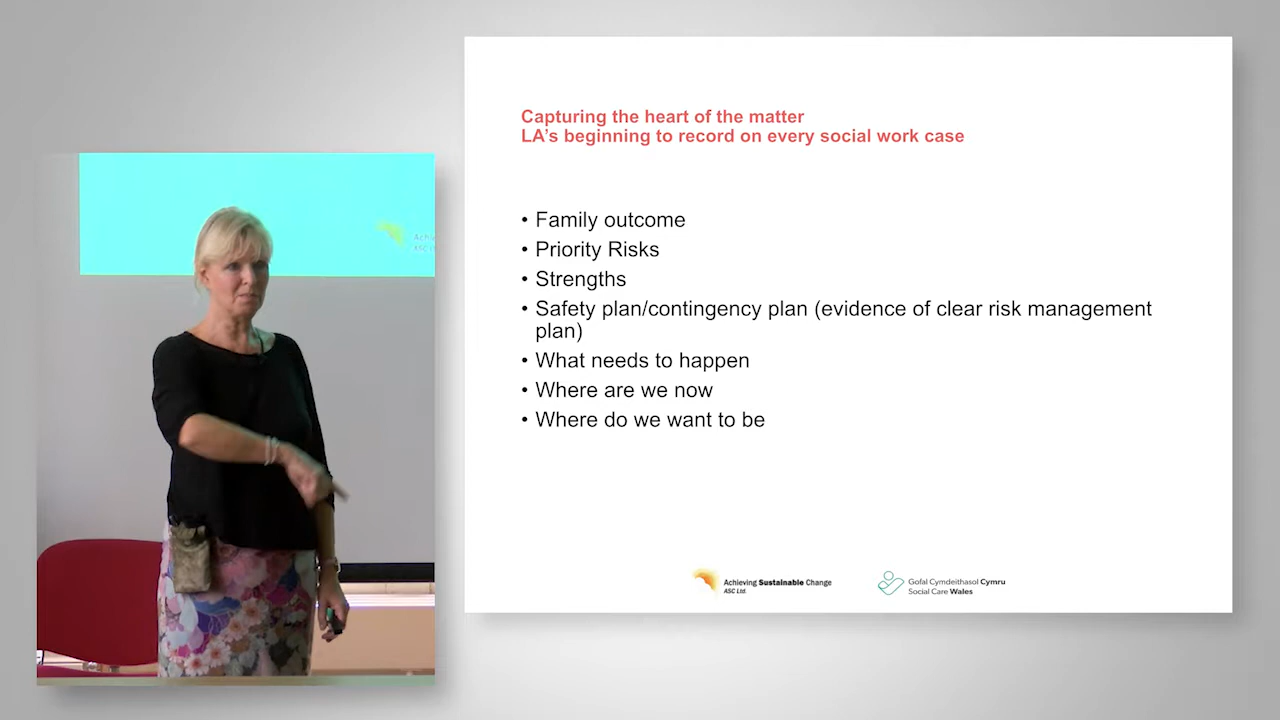 Capturing the heart of the matter
LA's beginning to record on every social work case
• Family outcome
• Priority Risks
• Strengths
• Safety plan/contingency plan (evidence of clear risk management
plan)
• What needs to happen
• Where are we now
• Where do we want to be
Achieving Sustainable Change
ASC Ltd.
Gofal Cymdeithasol Cymru
Social Care Wales